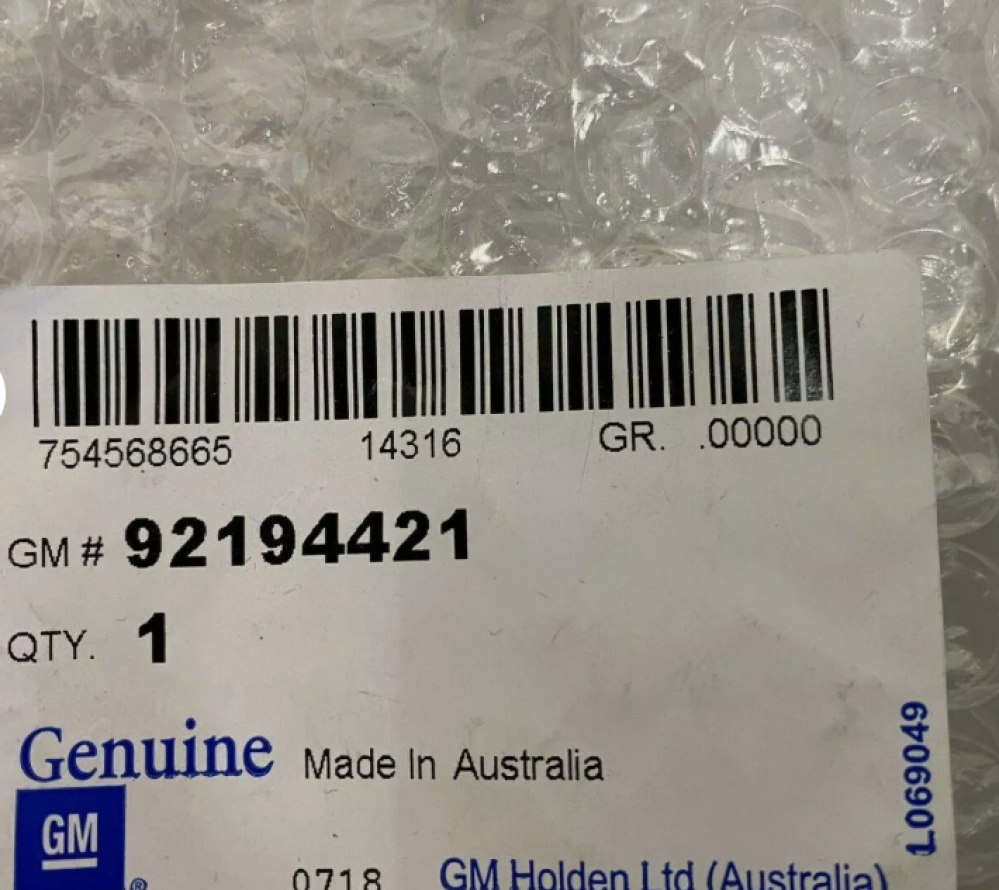 754568665 14316 GR. .00000
GM # 92194421
QTY. 1
Genuine Made In Australia
GM
®
0718 GM Holden Ltd (Australia)
L069049